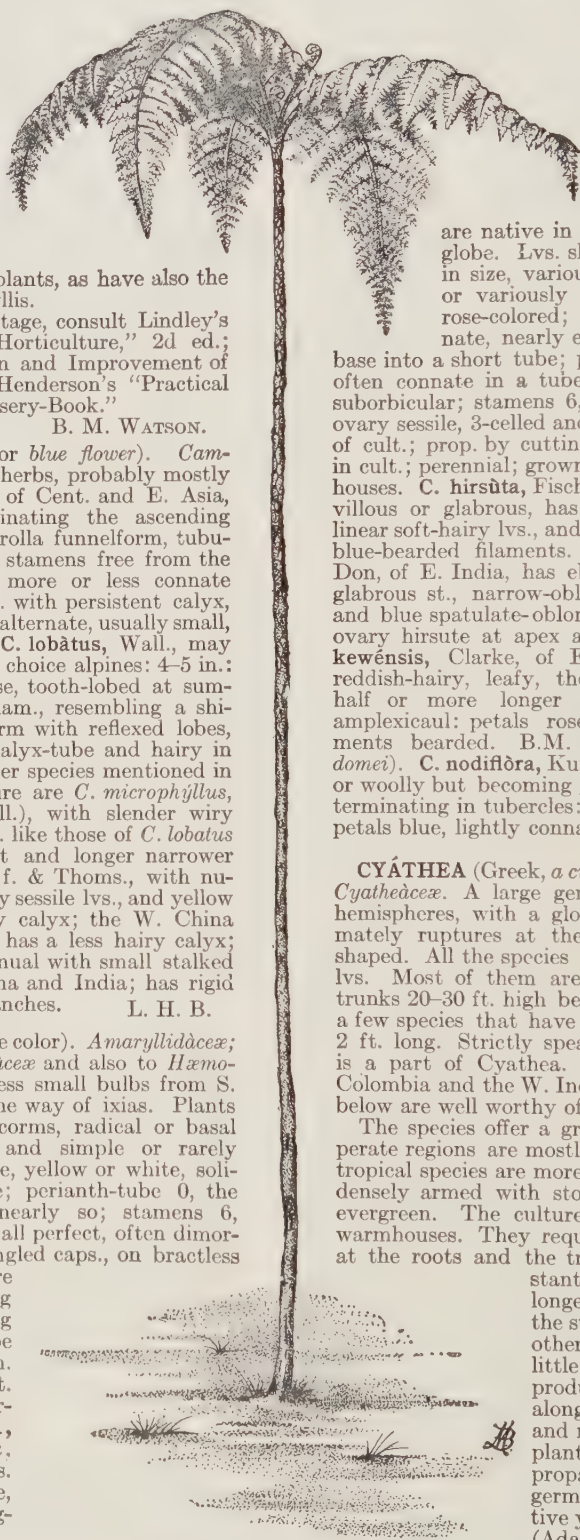 plants, as have also the
llis.
tage, consult Lindley's
Horticulture," 2d ed.;
n and Improvement of
Henderson's "Practical
sery-Book."
B. M. WATSON.
or blue flower). Cam-
herbs, probably mostly
of Cent. and E. Asia,
inating the ascending
rolla funnelform, tubu-
stamens free from the
more or less connate
. with persistent calyx,
alternate, usually small,
C. lobàtus, Wall., may
choice alpines: 4–5 in.:
se, tooth-lobed at sum-
am., resembling a shi-
rm with reflexed lobes,
alyx-tube and hairy in
er species mentioned in
ure are C. microphýllus,
ll.), with slender wiry
. like those of C. lobatus
t and longer narrower
f. & Thoms., with nu-
y sessile lvs., and yellow
y calyx; the W. China
has a less hairy calyx;
nual with small stalked
na and India; has rigid
nches. L. H. B.
e color). Amaryllidàceæ;
àceæ and also to Hæmo-
ess small bulbs from S.
he way of ixias. Plants
corms, radical or basal
and simple or rarely
e, yellow or white, soli-
e; perianth-tube 0, the
nearly so; stamens 6,
all perfect, often dimor-
ngled caps., on bractless
re
g
g
oe
n.
t.
r-
.,
c.
s.
e,
g-
are native in
globe. Lvs. sl
in size, variou
or variously
rose-colored;
nate, nearly e
base into a short tube; p
often connate in a tube
suborbicular; stamens 6,
ovary sessile, 3-celled and
of cult.; prop. by cutting
in cult.; perennial; grown
houses. C. hirsùta, Fisch
villous or glabrous, has
linear soft-hairy lvs., and
blue-bearded filaments.
Don, of E. India, has el
glabrous st., narrow-obl
and blue spatulate-oblon
ovary hirsute at apex a
kewénsis, Clarke, of E
reddish-hairy, leafy, the
half or more longer
amplexicaul: petals rose
ments bearded. B.M.
domei). C. nodiflòra, Ku
or woolly but becoming
terminating in tubercles:
petals blue, lightly conna
CYÁTHEA (Greek, a cu
Cyatheàceæ. A large gen
hemispheres, with a glo
mately ruptures at the
shaped. All the species
lvs. Most of them are
trunks 20–30 ft. high be
a few species that have
2 ft. long. Strictly spea
is a part of Cyathea.
Colombia and the W. Ind
below are well worthy of
The species offer a gr
perate regions are mostl
tropical species are more
densely armed with sto
evergreen. The culture
warmhouses. They requ
at the roots and the tr
stant
longe
the s
other
little
prod
along
and r
plant
propa
germ
tive v
(Ada